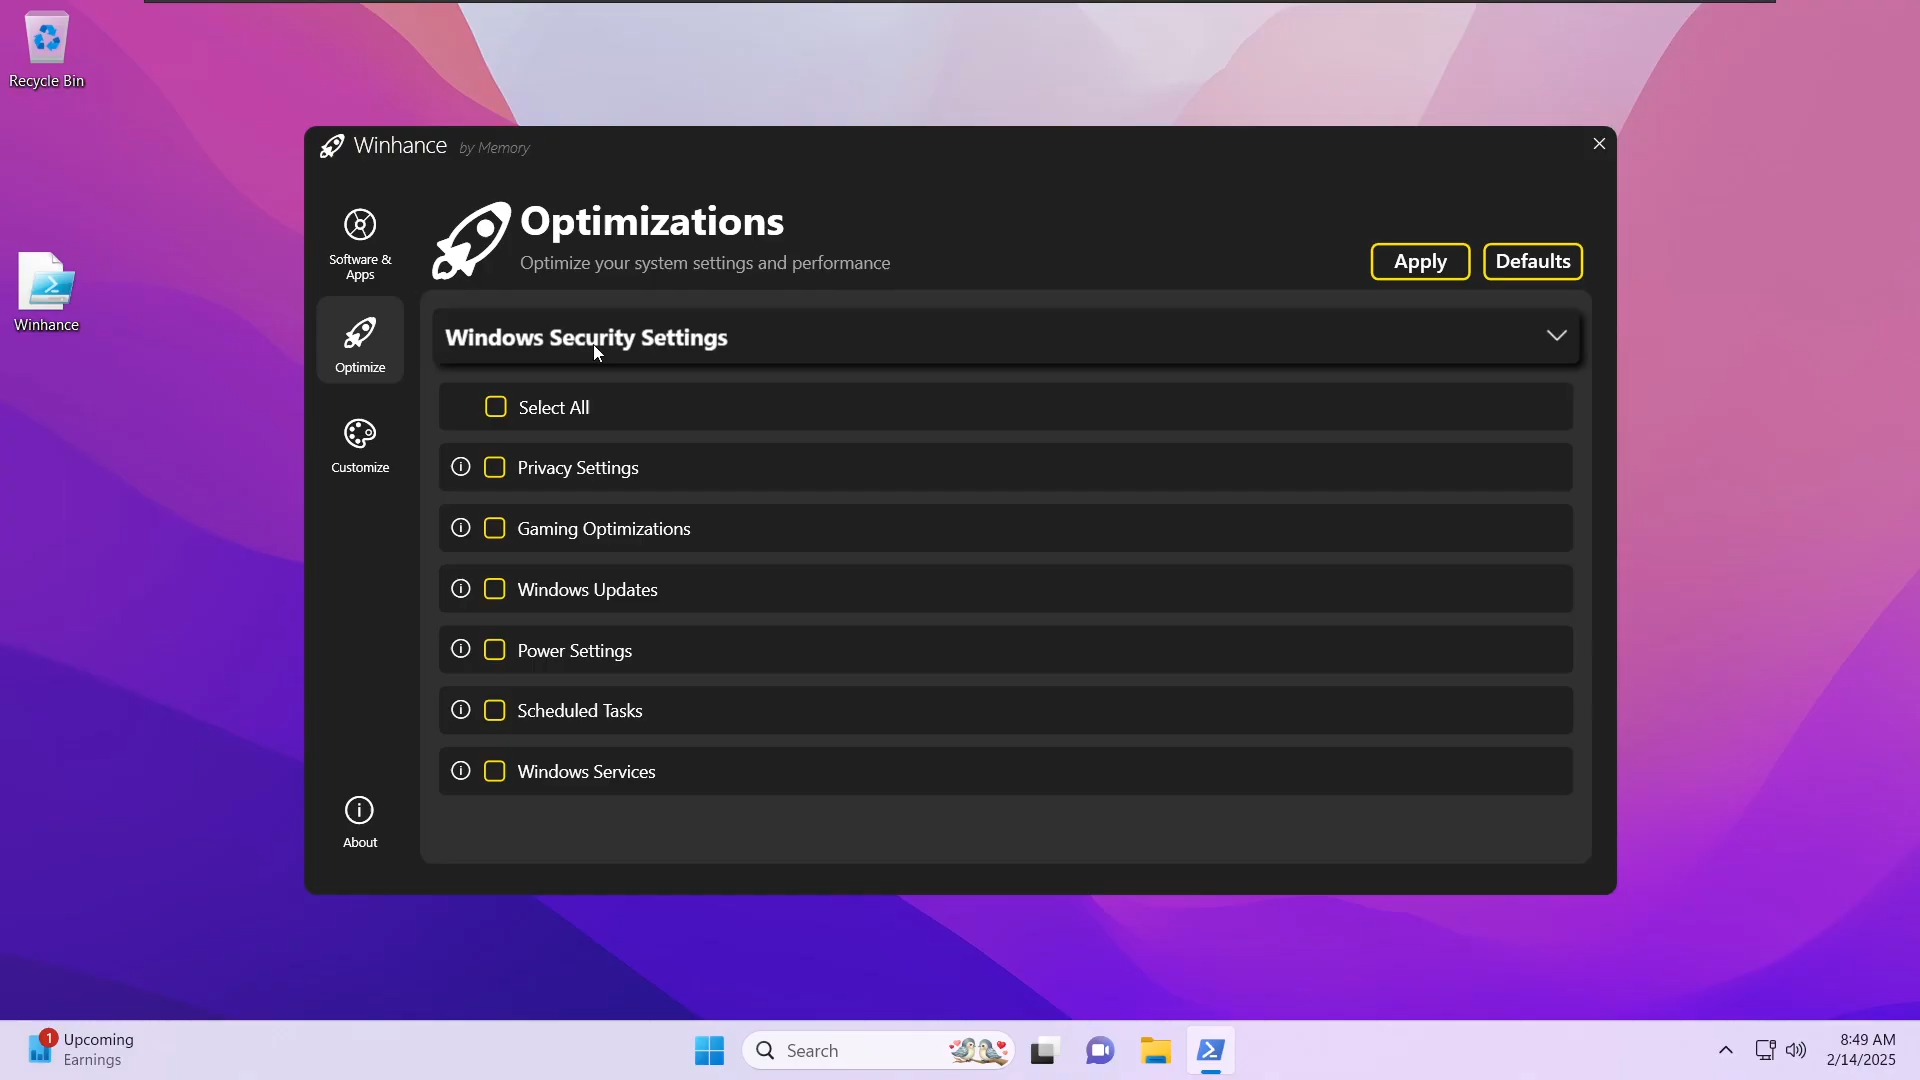 Recycle Bin
Winhance
Winhance by Memory
Software &
Apps
Optimize
Customize
About
Optimizations
Optimize your system settings and performance
Apply
Defaults
Windows Security Settings
Select All
Privacy Settings
Gaming Optimizations
Windows Updates
Power Settings
Scheduled Tasks
Windows Services
1
Upcoming
Earnings
Search
8:49 AM
2/14/2025